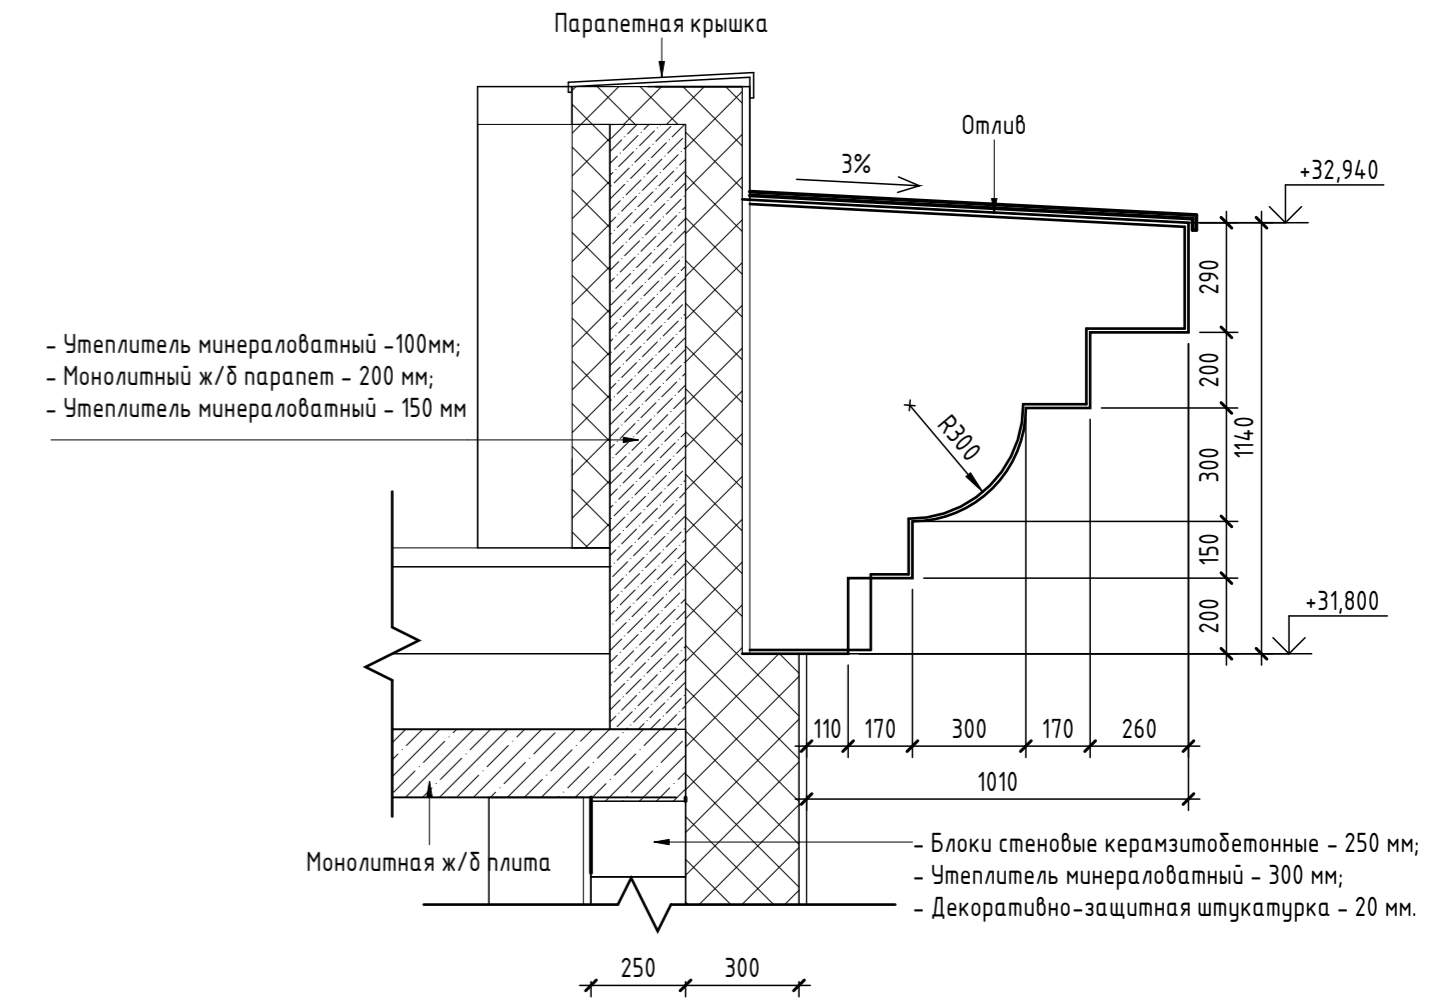 Парапетная крышка
Отлив
3%
+32,940
290
- Утеплитель минераловатный -100мм;
- Монолитный ж/б парапет - 200 мм;
- Утеплитель минераловатный - 150 мм
200
R300
1140
300
150
+31,800
200
110 170 300 170 260
1010
Монолитная ж/б плита
- Блоки стеновые керамзитобетонные - 250 мм;
- Утеплитель минераловатный - 300 мм;
- Декоративно-защитная штукатурка - 20 мм.
250 300